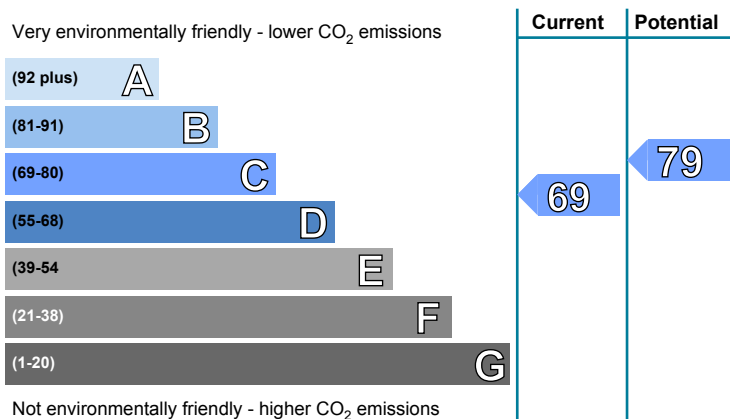 Very environmentally friendly - lower CO2 emissions
Current
Potential
(92 plus) A
(81-91) B
(69-80) C
(55-68) D
(39-54 E
(21-38) F
(1-20) G
79
69
Not environmentally friendly - higher CO2 emissions